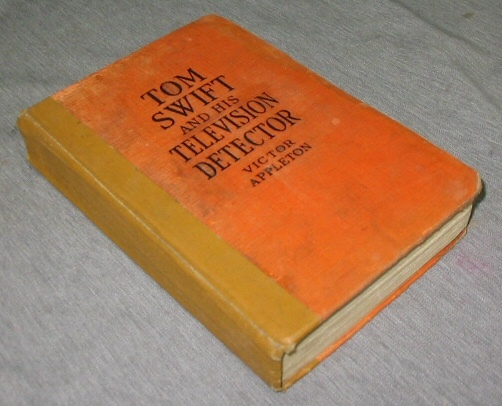 TOM
SWIFT
AND HIS
TELEVISION
DETECTOR
VICTOR
APPLETON